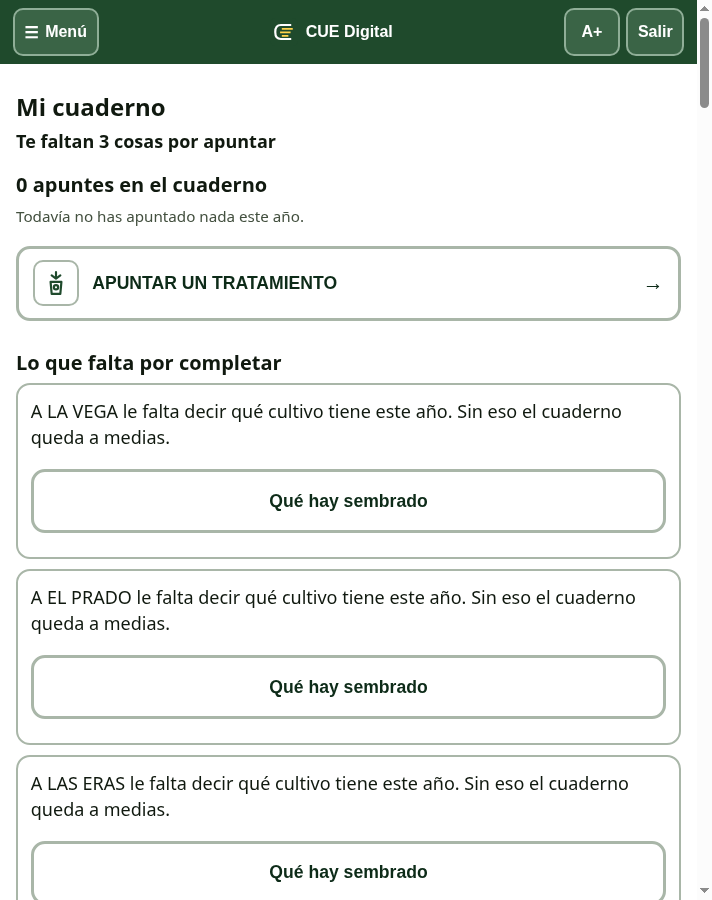 ☰ Menú
CUE Digital
A+
Salir
Mi cuaderno
Te faltan 3 cosas por apuntar
0 apuntes en el cuaderno
Todavía no has apuntado nada este año.
APUNTAR UN TRATAMIENTO →
Lo que falta por completar
A LA VEGA le falta decir qué cultivo tiene este año. Sin eso el cuaderno
queda a medias.
Qué hay sembrado
A EL PRADO le falta decir qué cultivo tiene este año. Sin eso el cuaderno
queda a medias.
Qué hay sembrado
A LAS ERAS le falta decir qué cultivo tiene este año. Sin eso el cuaderno
queda a medias.
Qué hay sembrado